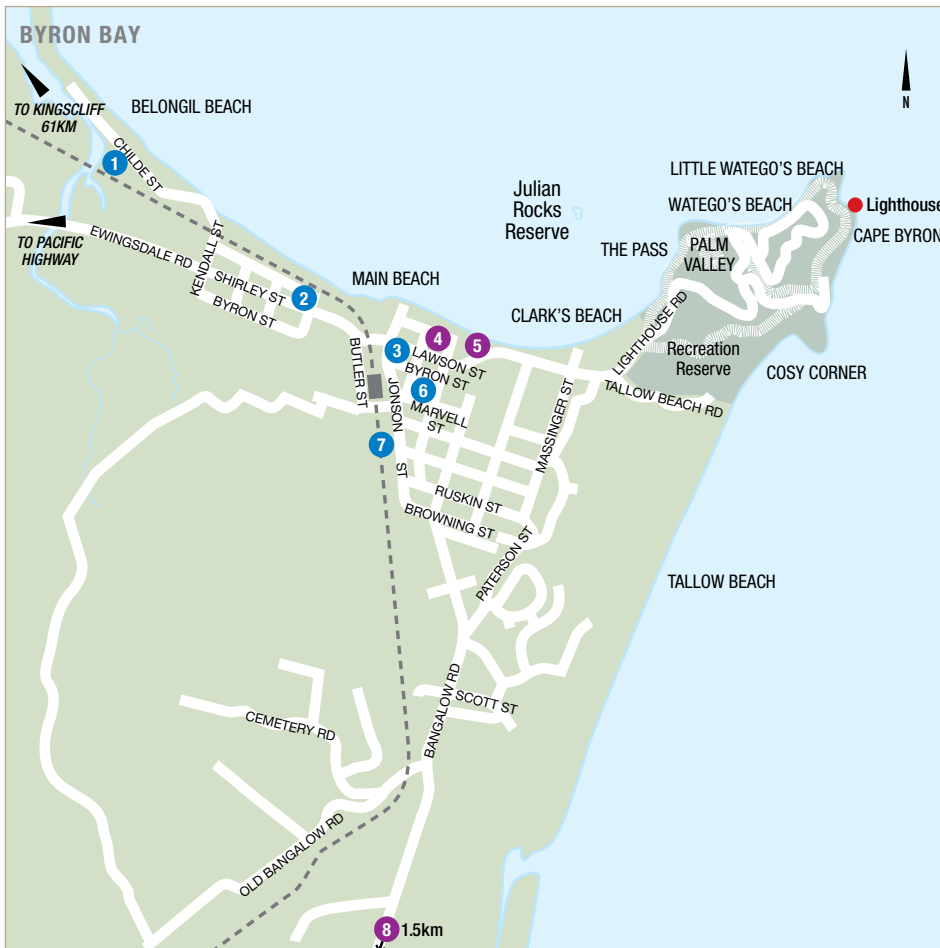 BYRON BAY
N
TO KINGSCLIFF
61KM
BELONGIL BEACH
1
CHILDE ST
LITTLE WATEGO'S BEACH
Julian
Rocks
Reserve
WATEGO'S BEACH
Lighthouse
CAPE BYRON
THE PASS
PALM
VALLEY
TO PACIFIC
HIGHWAY
EWINGSDALE RD
KENDALL ST
SHIRLEY ST
BYRON ST
2
MAIN BEACH
CLARK'S BEACH
LIGHTHOUSE RD
3
4
5
LAWSON ST
BYRON ST
Recreation
Reserve
COSY CORNER
BUTLER ST
JONSON
ST
6
MARVELL
ST
MASSINGER ST
TALLOW BEACH RD
7
RUSKIN ST
BROWNING ST
PATERSON ST
TALLOW BEACH
BANGALOW RD
SCOTT ST
CEMETERY RD
OLD BANGALOW RD
8 1.5km